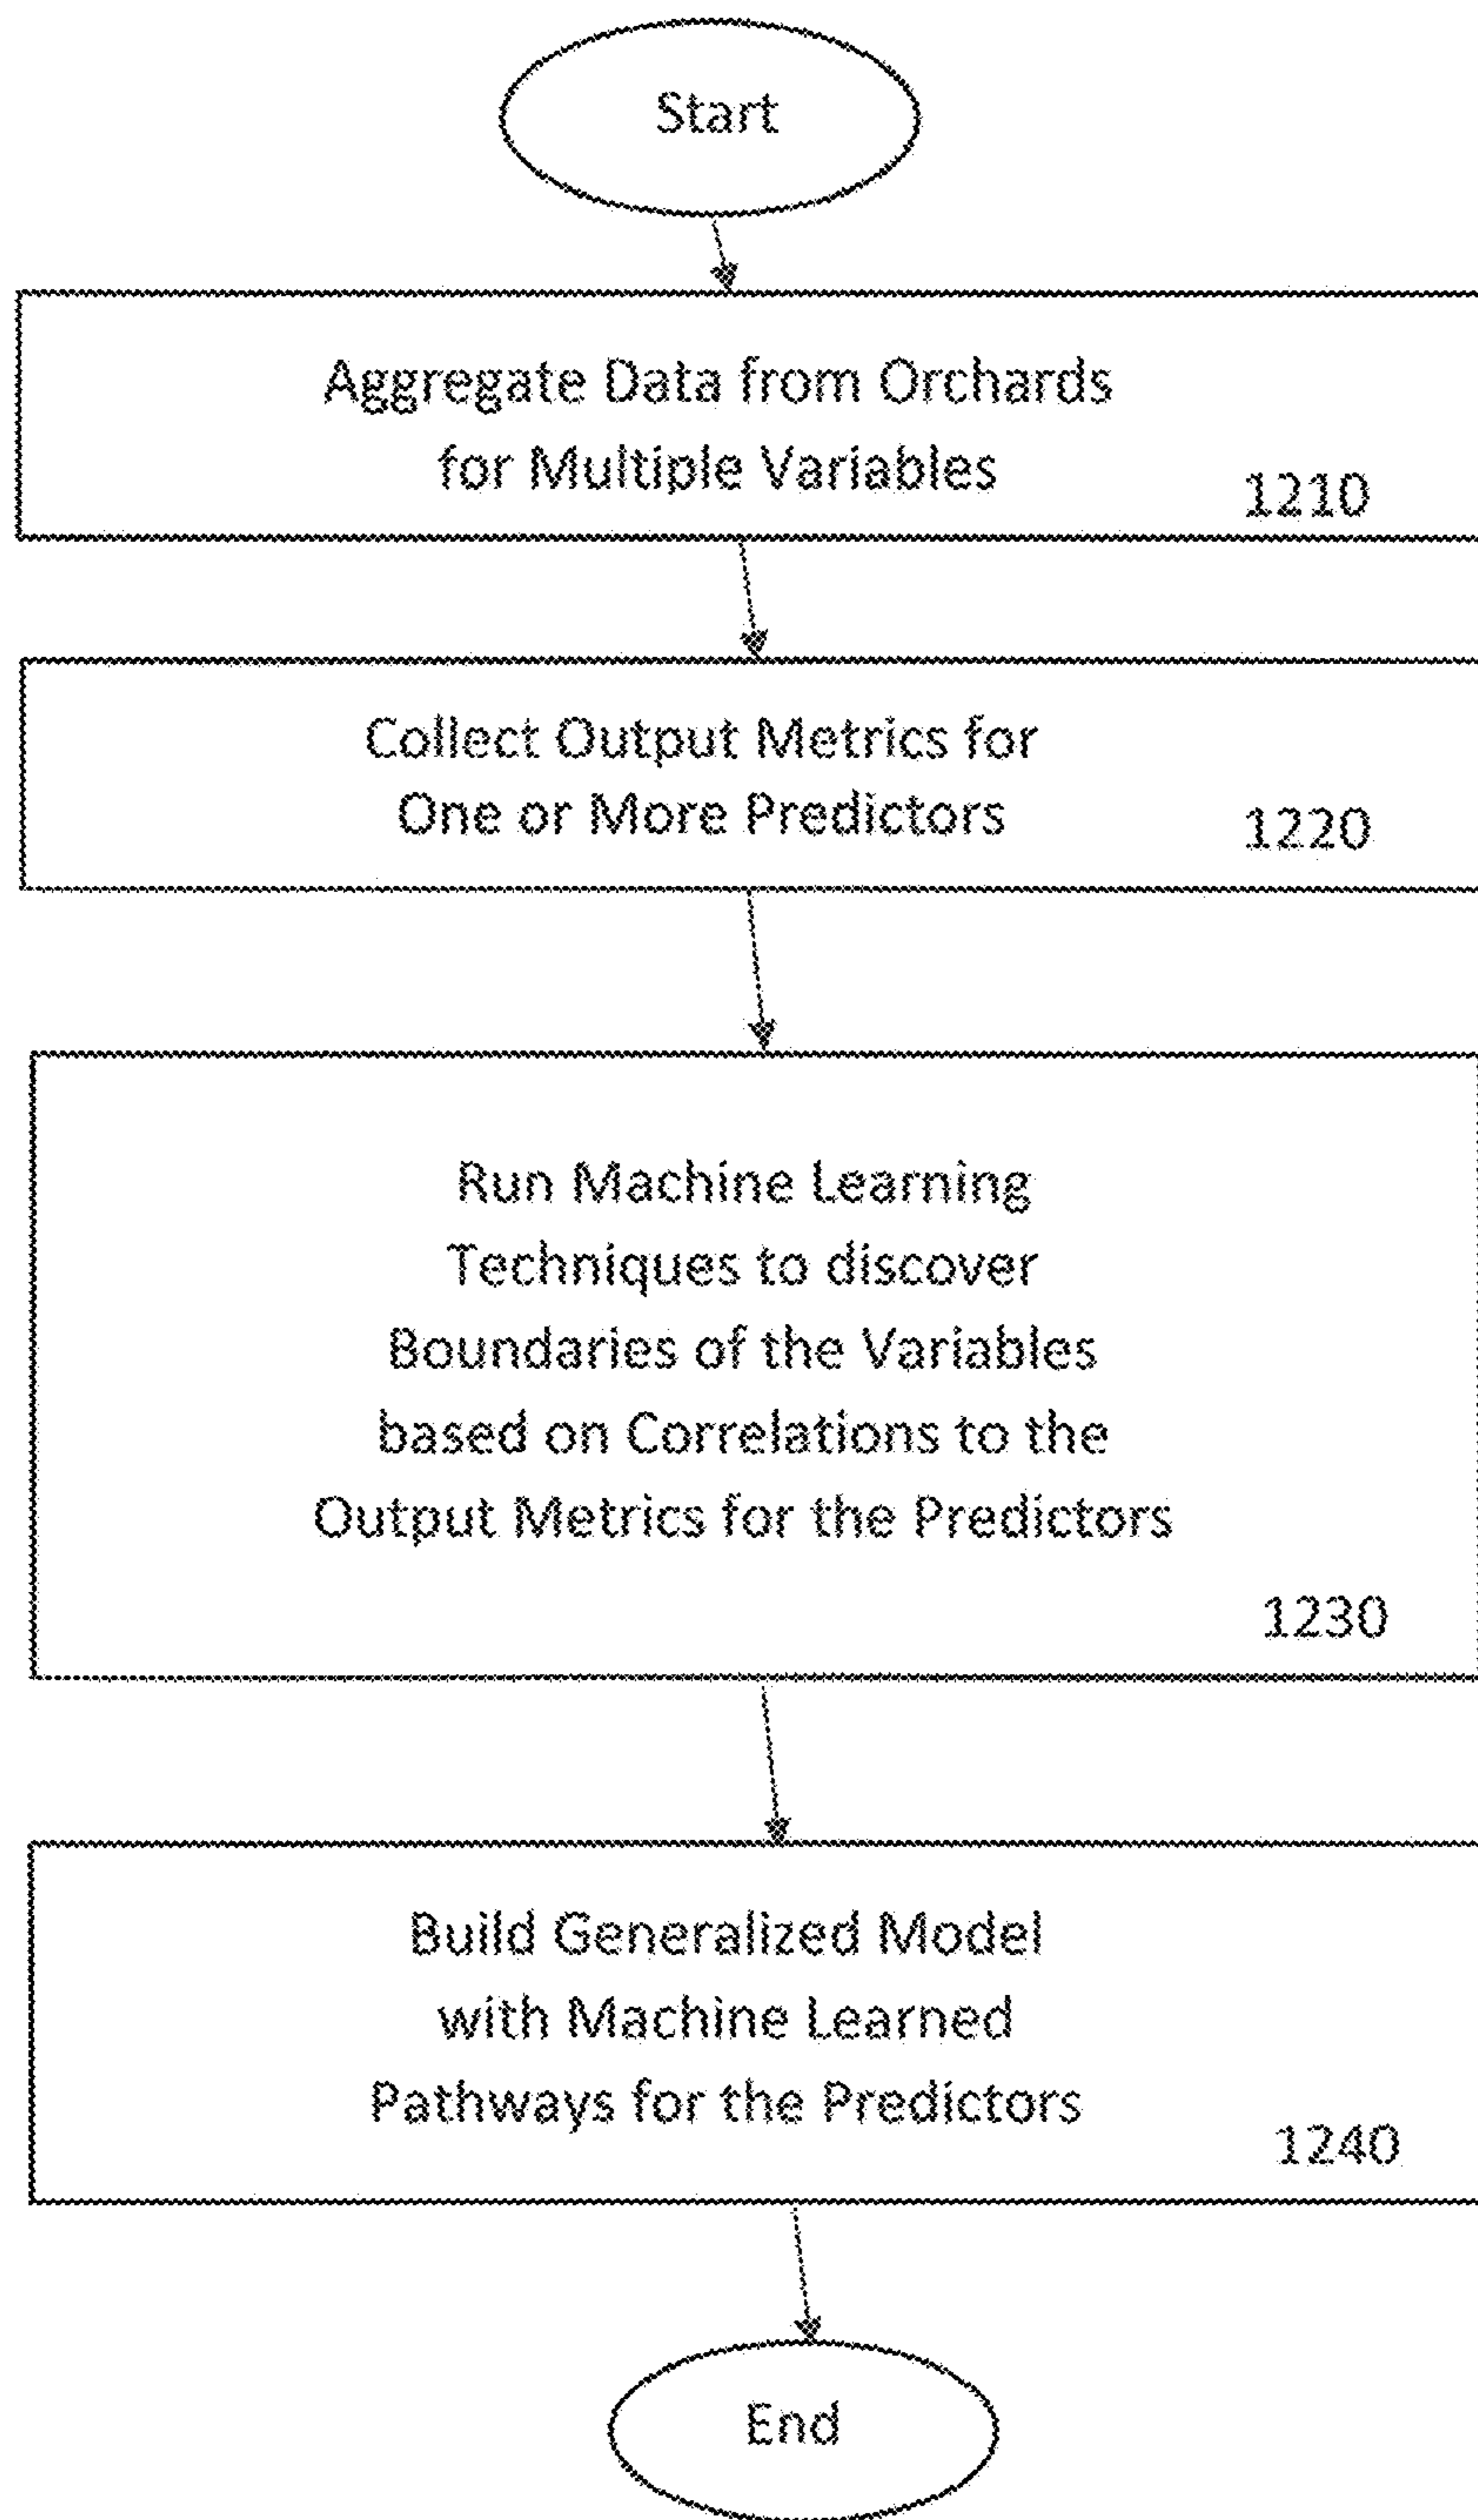 Start
Aggregate Data from Orchards
for Multiple Variables
1210
Collect Output Metrics for
One or More Predictors
1220
Run Machine Learning
Techniques to discover
Boundaries of the Variables
based on Correlations to the
Output Metrics for the Predictors
1230
Build Generalized Model
with Machine Learned
Pathways for the Predictors
1240
End